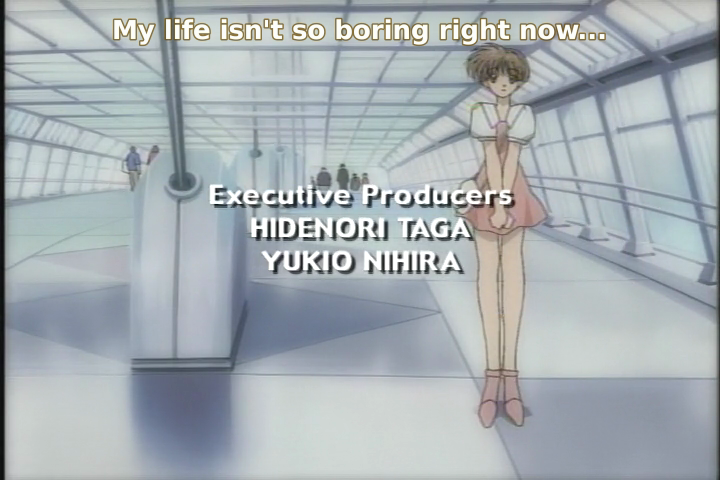 My life isn't so boring right now...
Executive Producers
HIDENORI TAGA
YUKIO NIHIRA